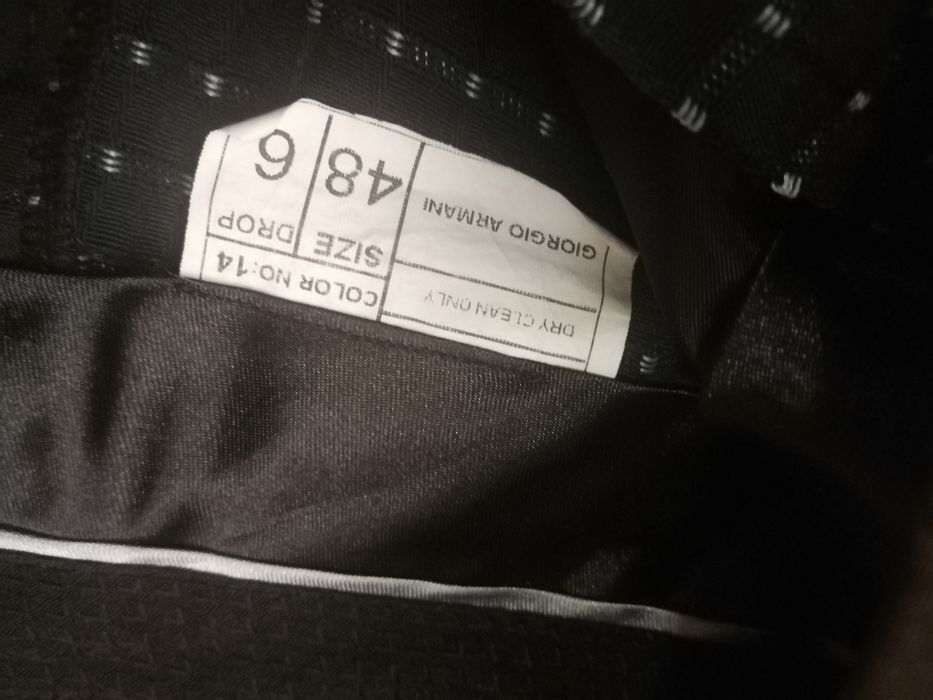 DRY CLEAN ONLY
GIORGIO ARMANI
COLOR NO:14
SIZE DROP
48 6